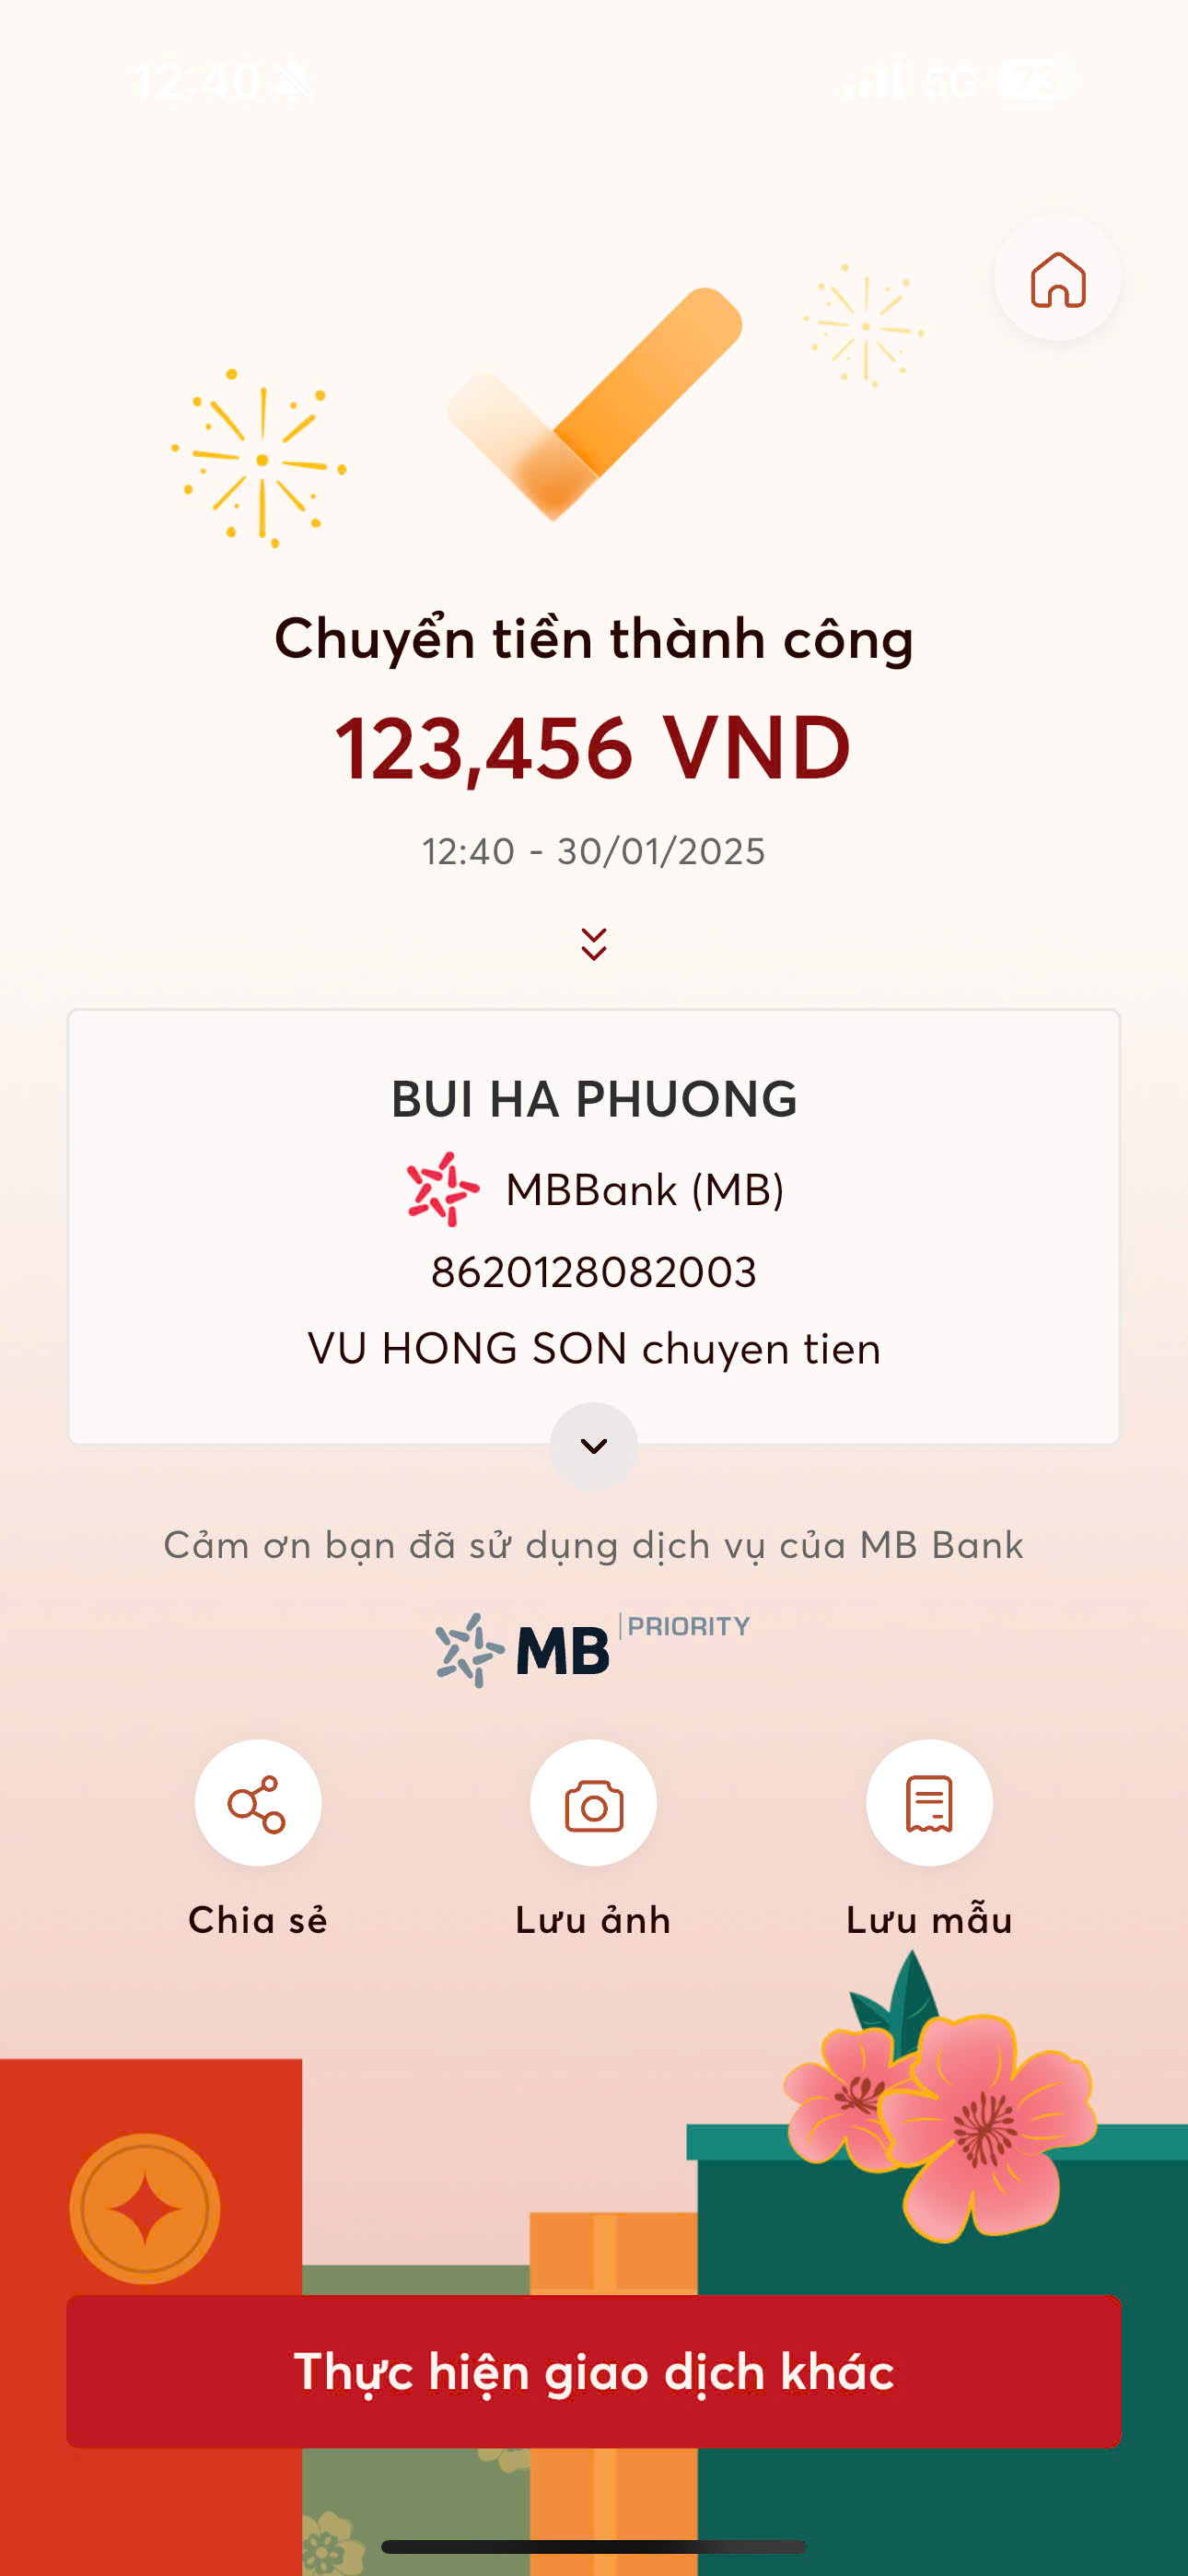 12:40
5G 73
Chuyển tiền thành công
123,456 VND
12:40 - 30/01/2025
BUI HA PHUONG
MBBank (MB)
8620128082003
VU HONG SON chuyen tien
Cảm ơn bạn đã sử dụng dịch vụ của MB Bank
MB PRIORITY
Chia sẻ
Lưu ảnh
Lưu mẫu
Thực hiện giao dịch khác